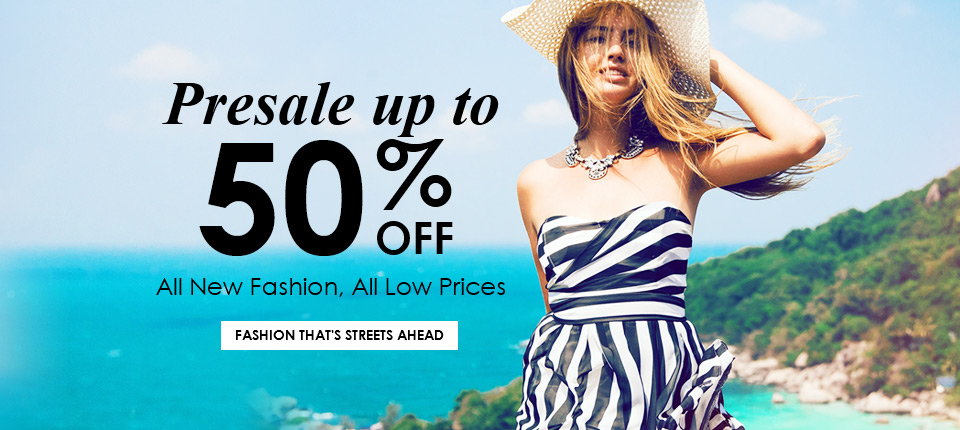 Presale up to
50%
OFF
All New Fashion, All Low Prices
FASHION THAT'S STREETS AHEAD